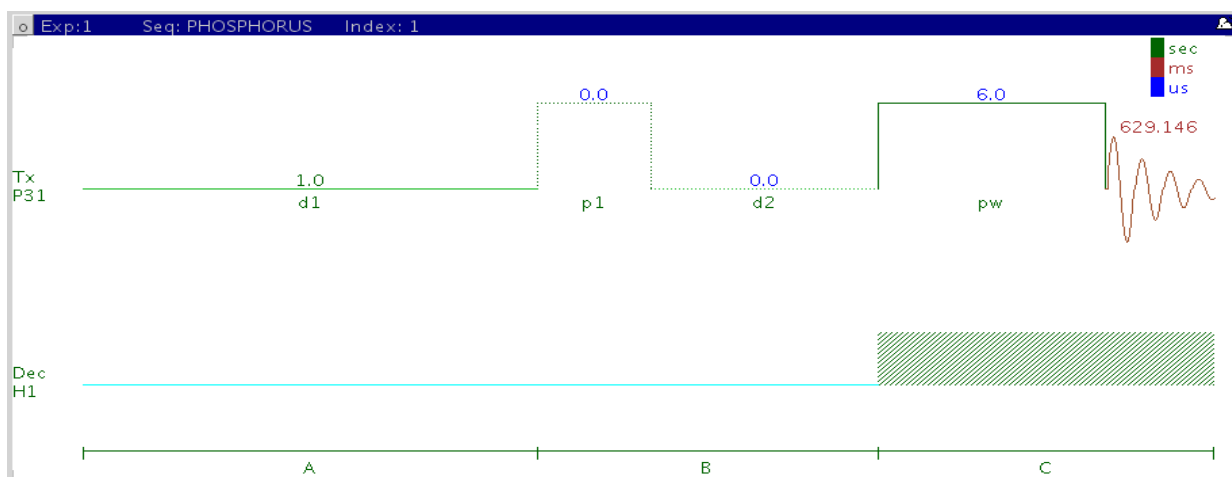 o Exp:1 Seq: PHOSPHORUS Index: 1
sec
ms
us
0.0 6.0
629.146
Tx 1.0 0.0
P31 d1 p1 d2 pw
Dec
H1
A B C